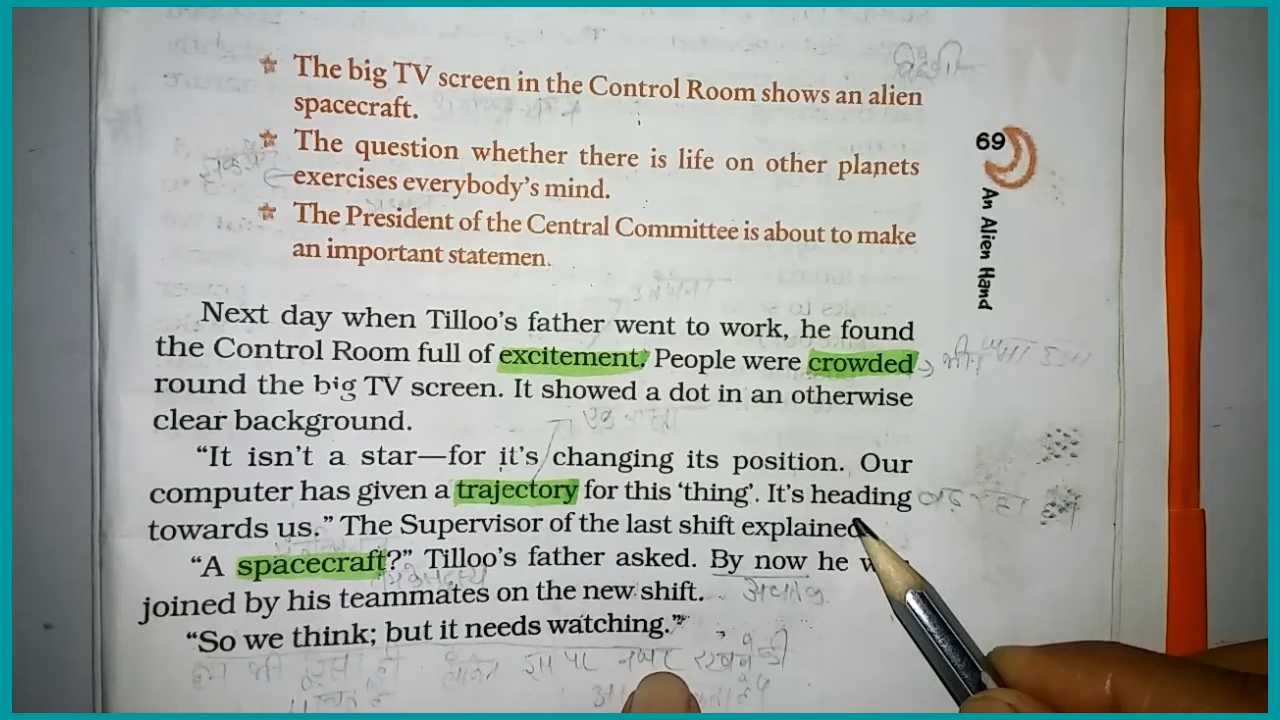 ★ The big TV screen in the Control Room shows an alien
spacecraft.
★ The question whether there is life on other planets
exercises everybody's mind.
★ The President of the Central Committee is about to make
an important statemen.
69
An Alien Hand
Next day when Tilloo's father went to work, he found
the Control Room full of excitement. People were crowded
round the big TV screen. It showed a dot in an otherwise
clear background.
"It isn't a star—for it's changing its position. Our
computer has given a trajectory for this 'thing'. It's heading
towards us." The Supervisor of the last shift explained
"A spacecraft?" Tilloo's father asked. By now he w
joined by his teammates on the new shift.
"So we think; but it needs watching."